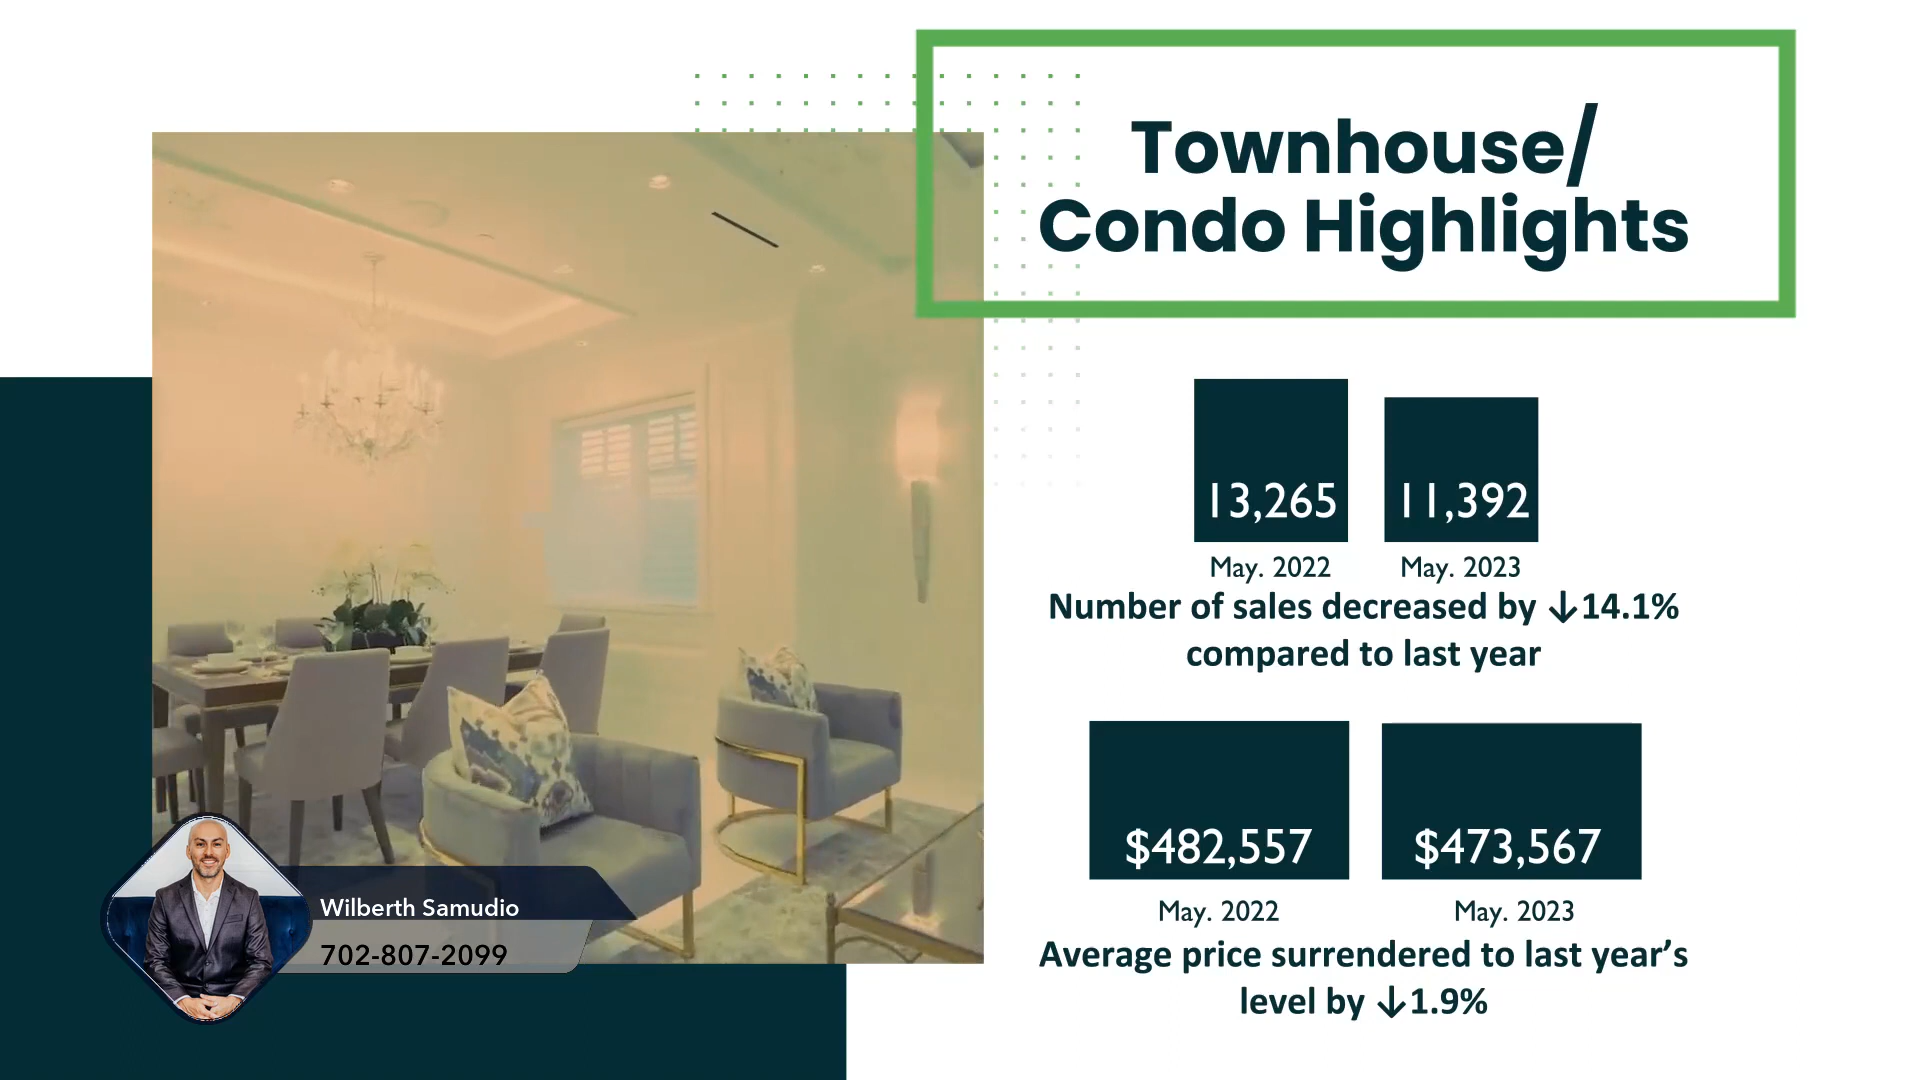 Townhouse/
Condo Highlights
13,265
11,392
May. 2022
May. 2023
Number of sales decreased by ↓14.1%
compared to last year
$482,557
$473,567
May. 2022
May. 2023
Average price surrendered to last year’s
level by ↓1.9%
Wilberth Samudio
702-807-2099